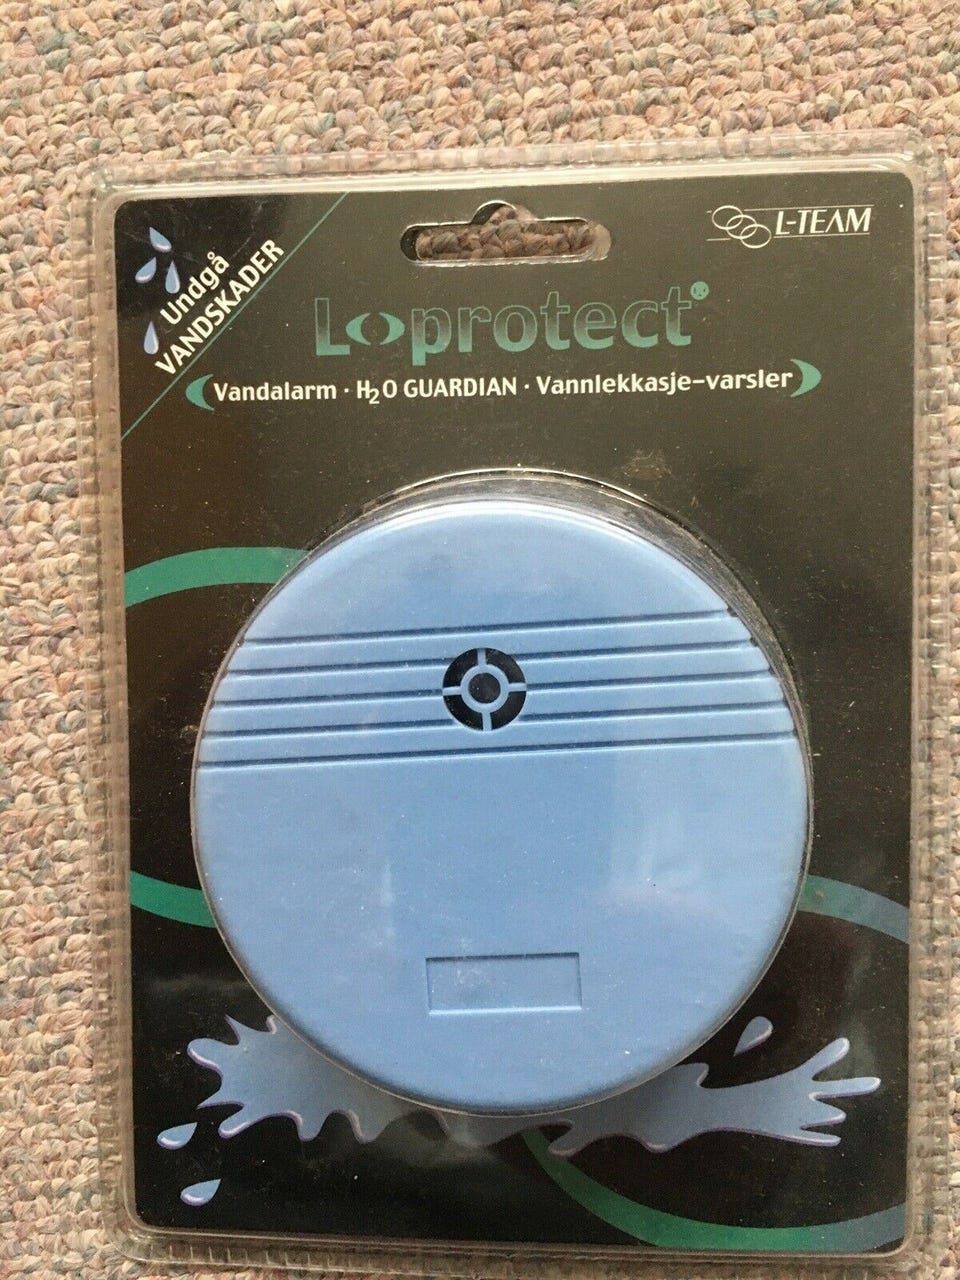 Undgå
VANDSKADER
L-TEAM
Loprotect
Vandalarm · H2O GUARDIAN · Vannlekkasje-varsler